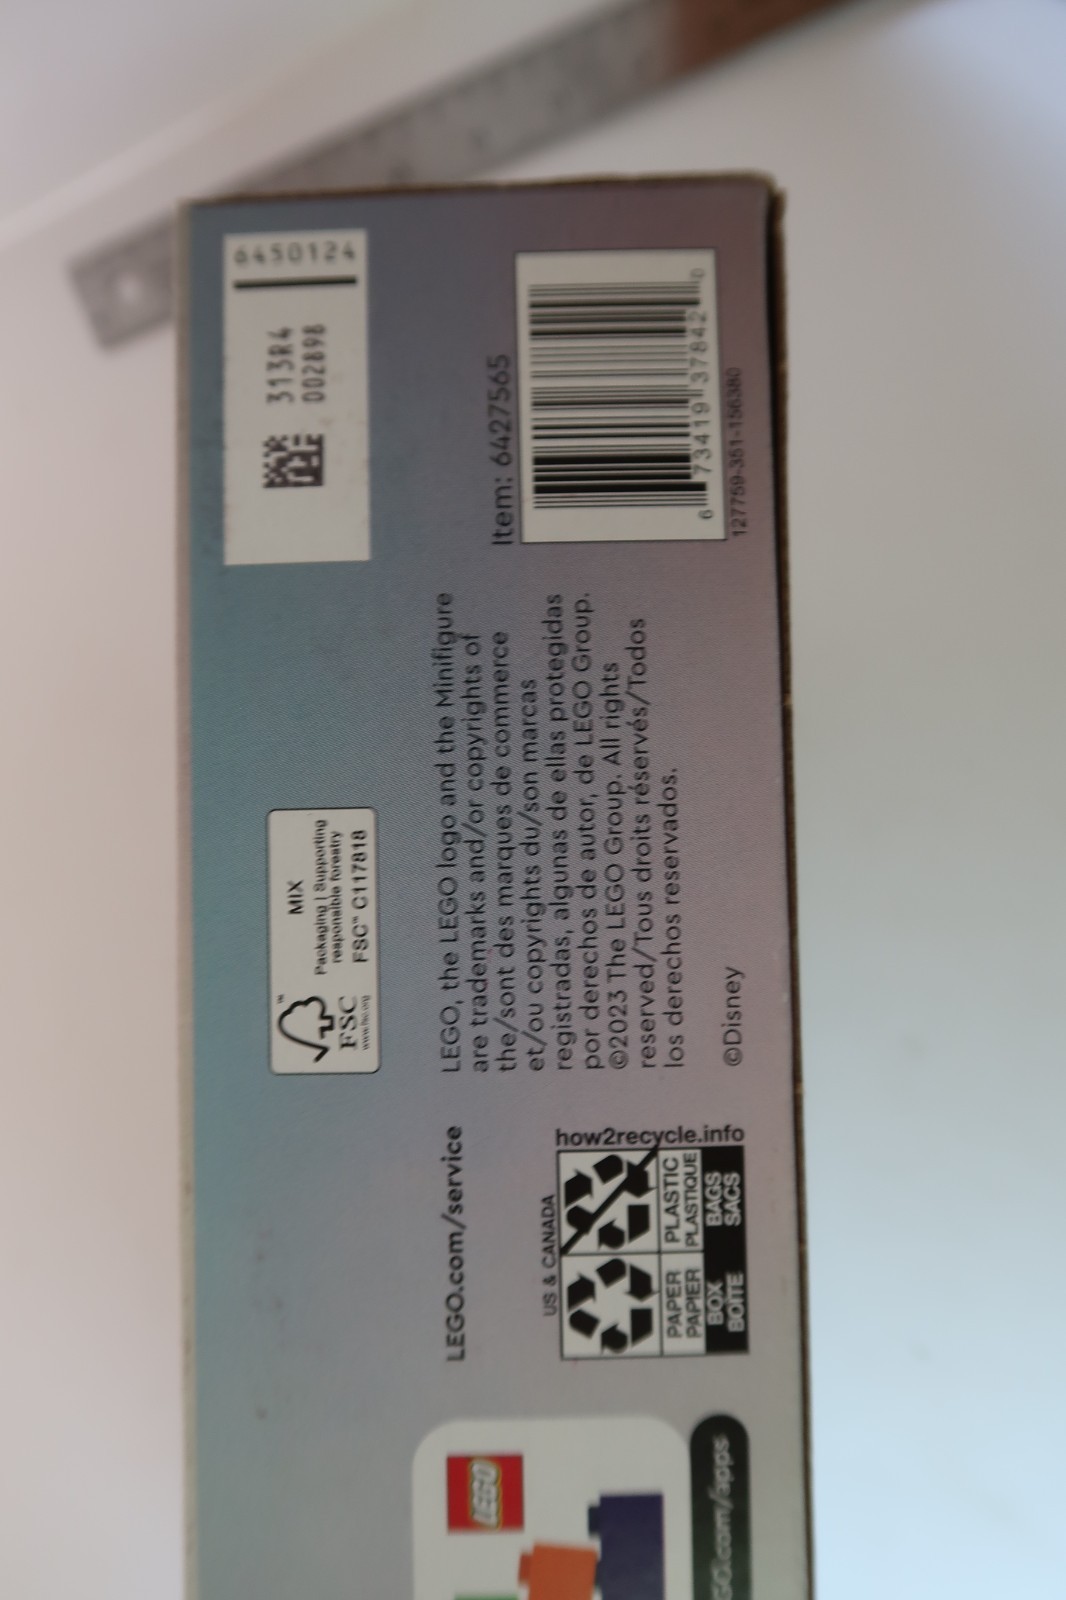 6450124
313R4
002898
Item: 6427565
6 73419 37842 0
127759-351-156380
MIX
Packaging | Supporting
responsible forestry
FSC™ C117818
FSC
www.fsc.org
LEGO, the LEGO logo and the Minifigure
are trademarks and/or copyrights of
the/sont des marques de commerce
et/ou copyrights du/son marcas
registradas, algunas de ellas protegidas
por derechos de autor, de LEGO Group.
©2023 The LEGO Group. All rights
reserved/Tous droits réservés/Todos
los derechos reservados.
©Disney
LEGO.com/service
US & CANADA
how2recycle.info
PAPER
PAPIER
BOX
BOÎTE
PLASTIC
PLASTIQUE
BAGS
SACS
LEGO
GO.com/apps